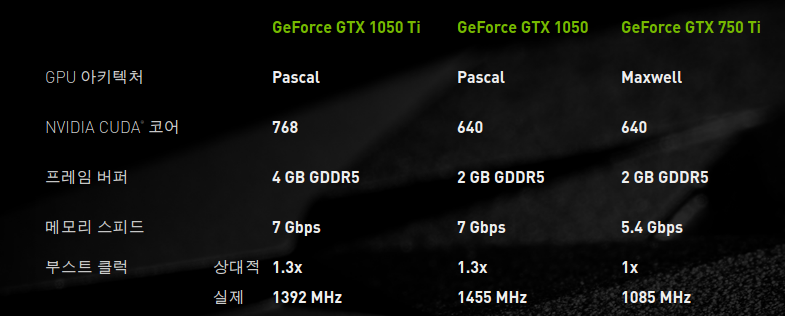 GeForce GTX 1050 Ti GeForce GTX 1050 GeForce GTX 750 Ti
GPU 아키텍처 Pascal Pascal Maxwell
NVIDIA CUDA® 코어 768 640 640
프레임 버퍼 4 GB GDDR5 2 GB GDDR5 2 GB GDDR5
메모리 스피드 7 Gbps 7 Gbps 5.4 Gbps
부스트 클럭 상대적 1.3x 1.3x 1x
실제 1392 MHz 1455 MHz 1085 MHz